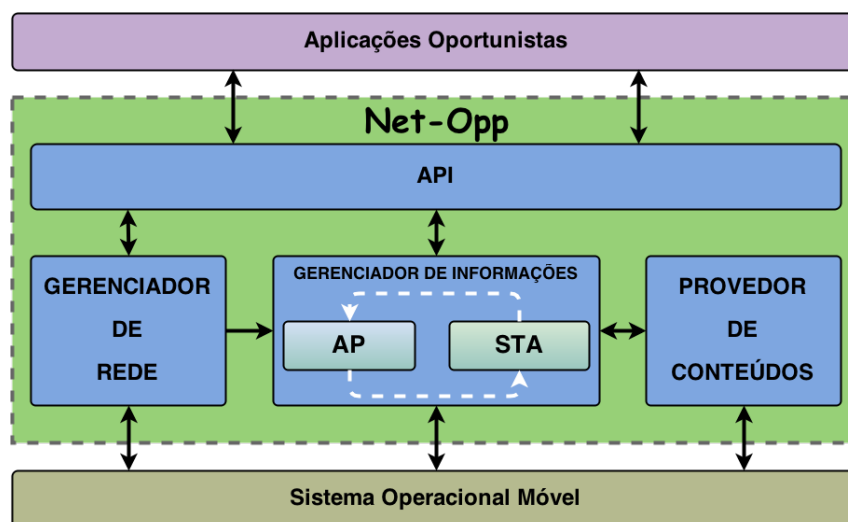 Aplicações Oportunistas
Net-Opp
API
GERENCIADOR
DE
REDE
GERENCIADOR DE INFORMAÇÕES
AP
STA
PROVEDOR
DE
CONTEÚDOS
Sistema Operacional Móvel